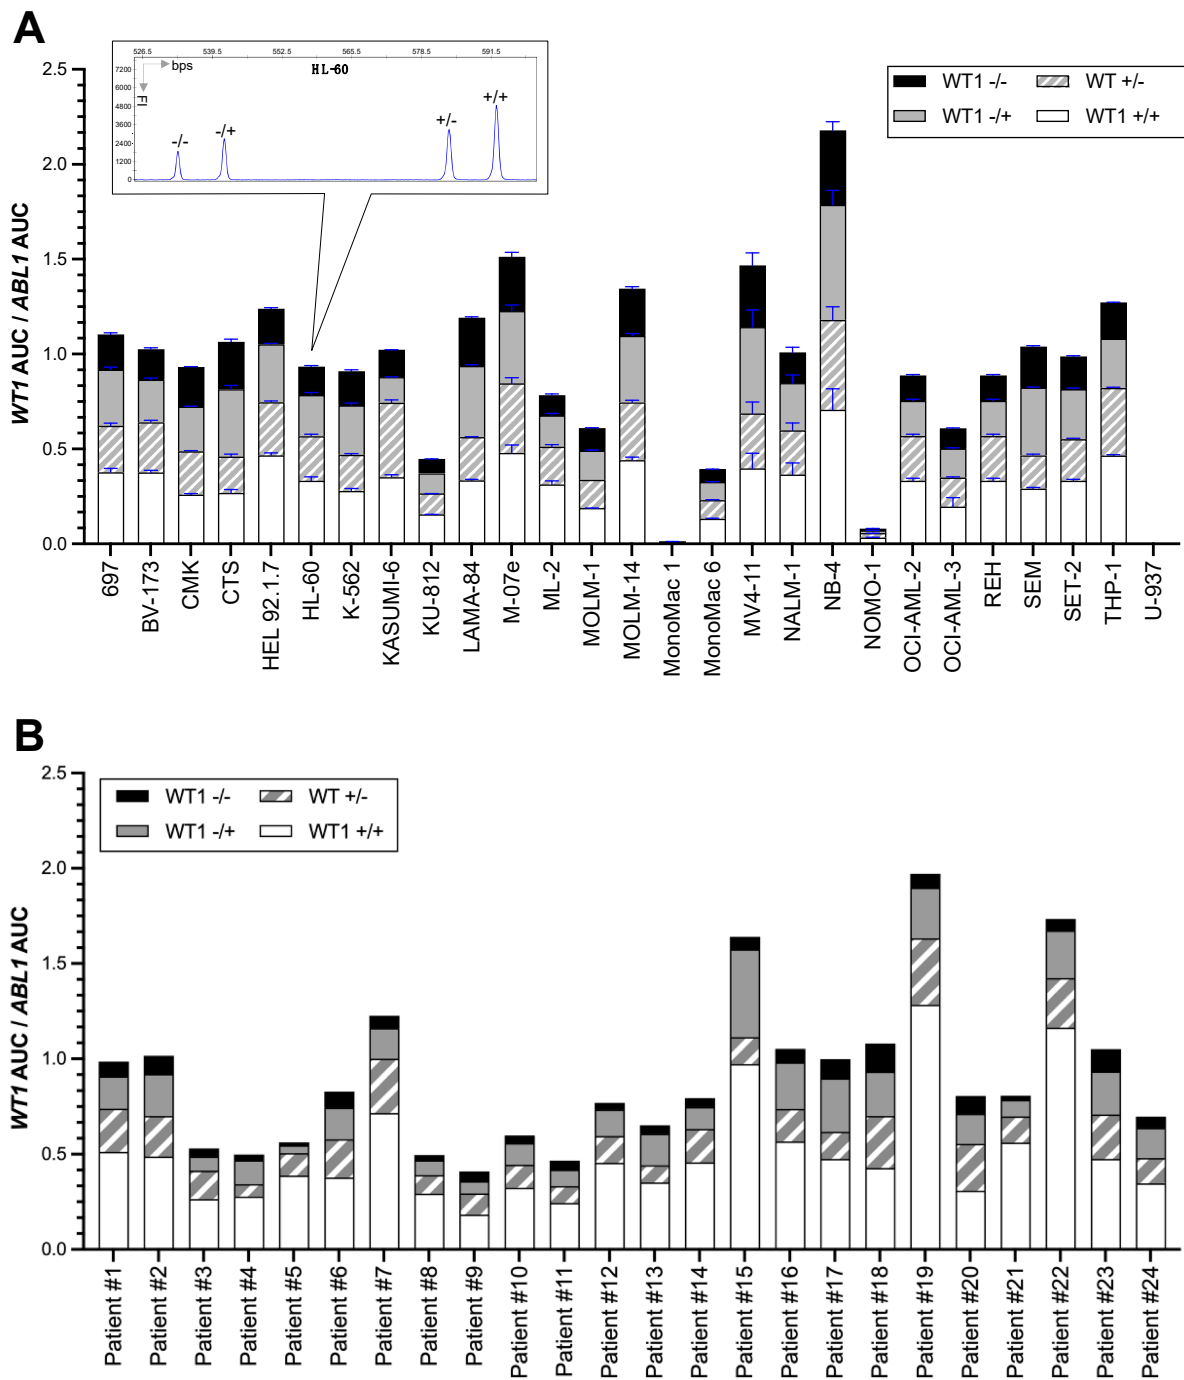 A
526.5 539.5 552.5 565.5 578.5 591.5
bps
HL-60
FI
7200
6000
4800
3600
2400
1200
0
-/-
-/+
+/-
+/+
WT1 -/- WT +/-
WT1 -/+ WT1 +/+
WT1 AUC / ABL1 AUC
2.5
2.0
1.5
1.0
0.5
0.0
697
BV-173
CMK
CTS
HEL 92.1.7
HL-60
K-562
KASUMI-6
KU-812
LAMA-84
M-07e
ML-2
MOLM-1
MOLM-14
MonoMac 1
MonoMac 6
MV4-11
NALM-1
NB-4
NOMO-1
OCI-AML-2
OCI-AML-3
REH
SEM
SET-2
THP-1
U-937
B
WT1 -/- WT +/-
WT1 -/+ WT1 +/+
WT1 AUC / ABL1 AUC
2.5
2.0
1.5
1.0
0.5
0.0
Patient #1
Patient #2
Patient #3
Patient #4
Patient #5
Patient #6
Patient #7
Patient #8
Patient #9
Patient #10
Patient #11
Patient #12
Patient #13
Patient #14
Patient #15
Patient #16
Patient #17
Patient #18
Patient #19
Patient #20
Patient #21
Patient #22
Patient #23
Patient #24